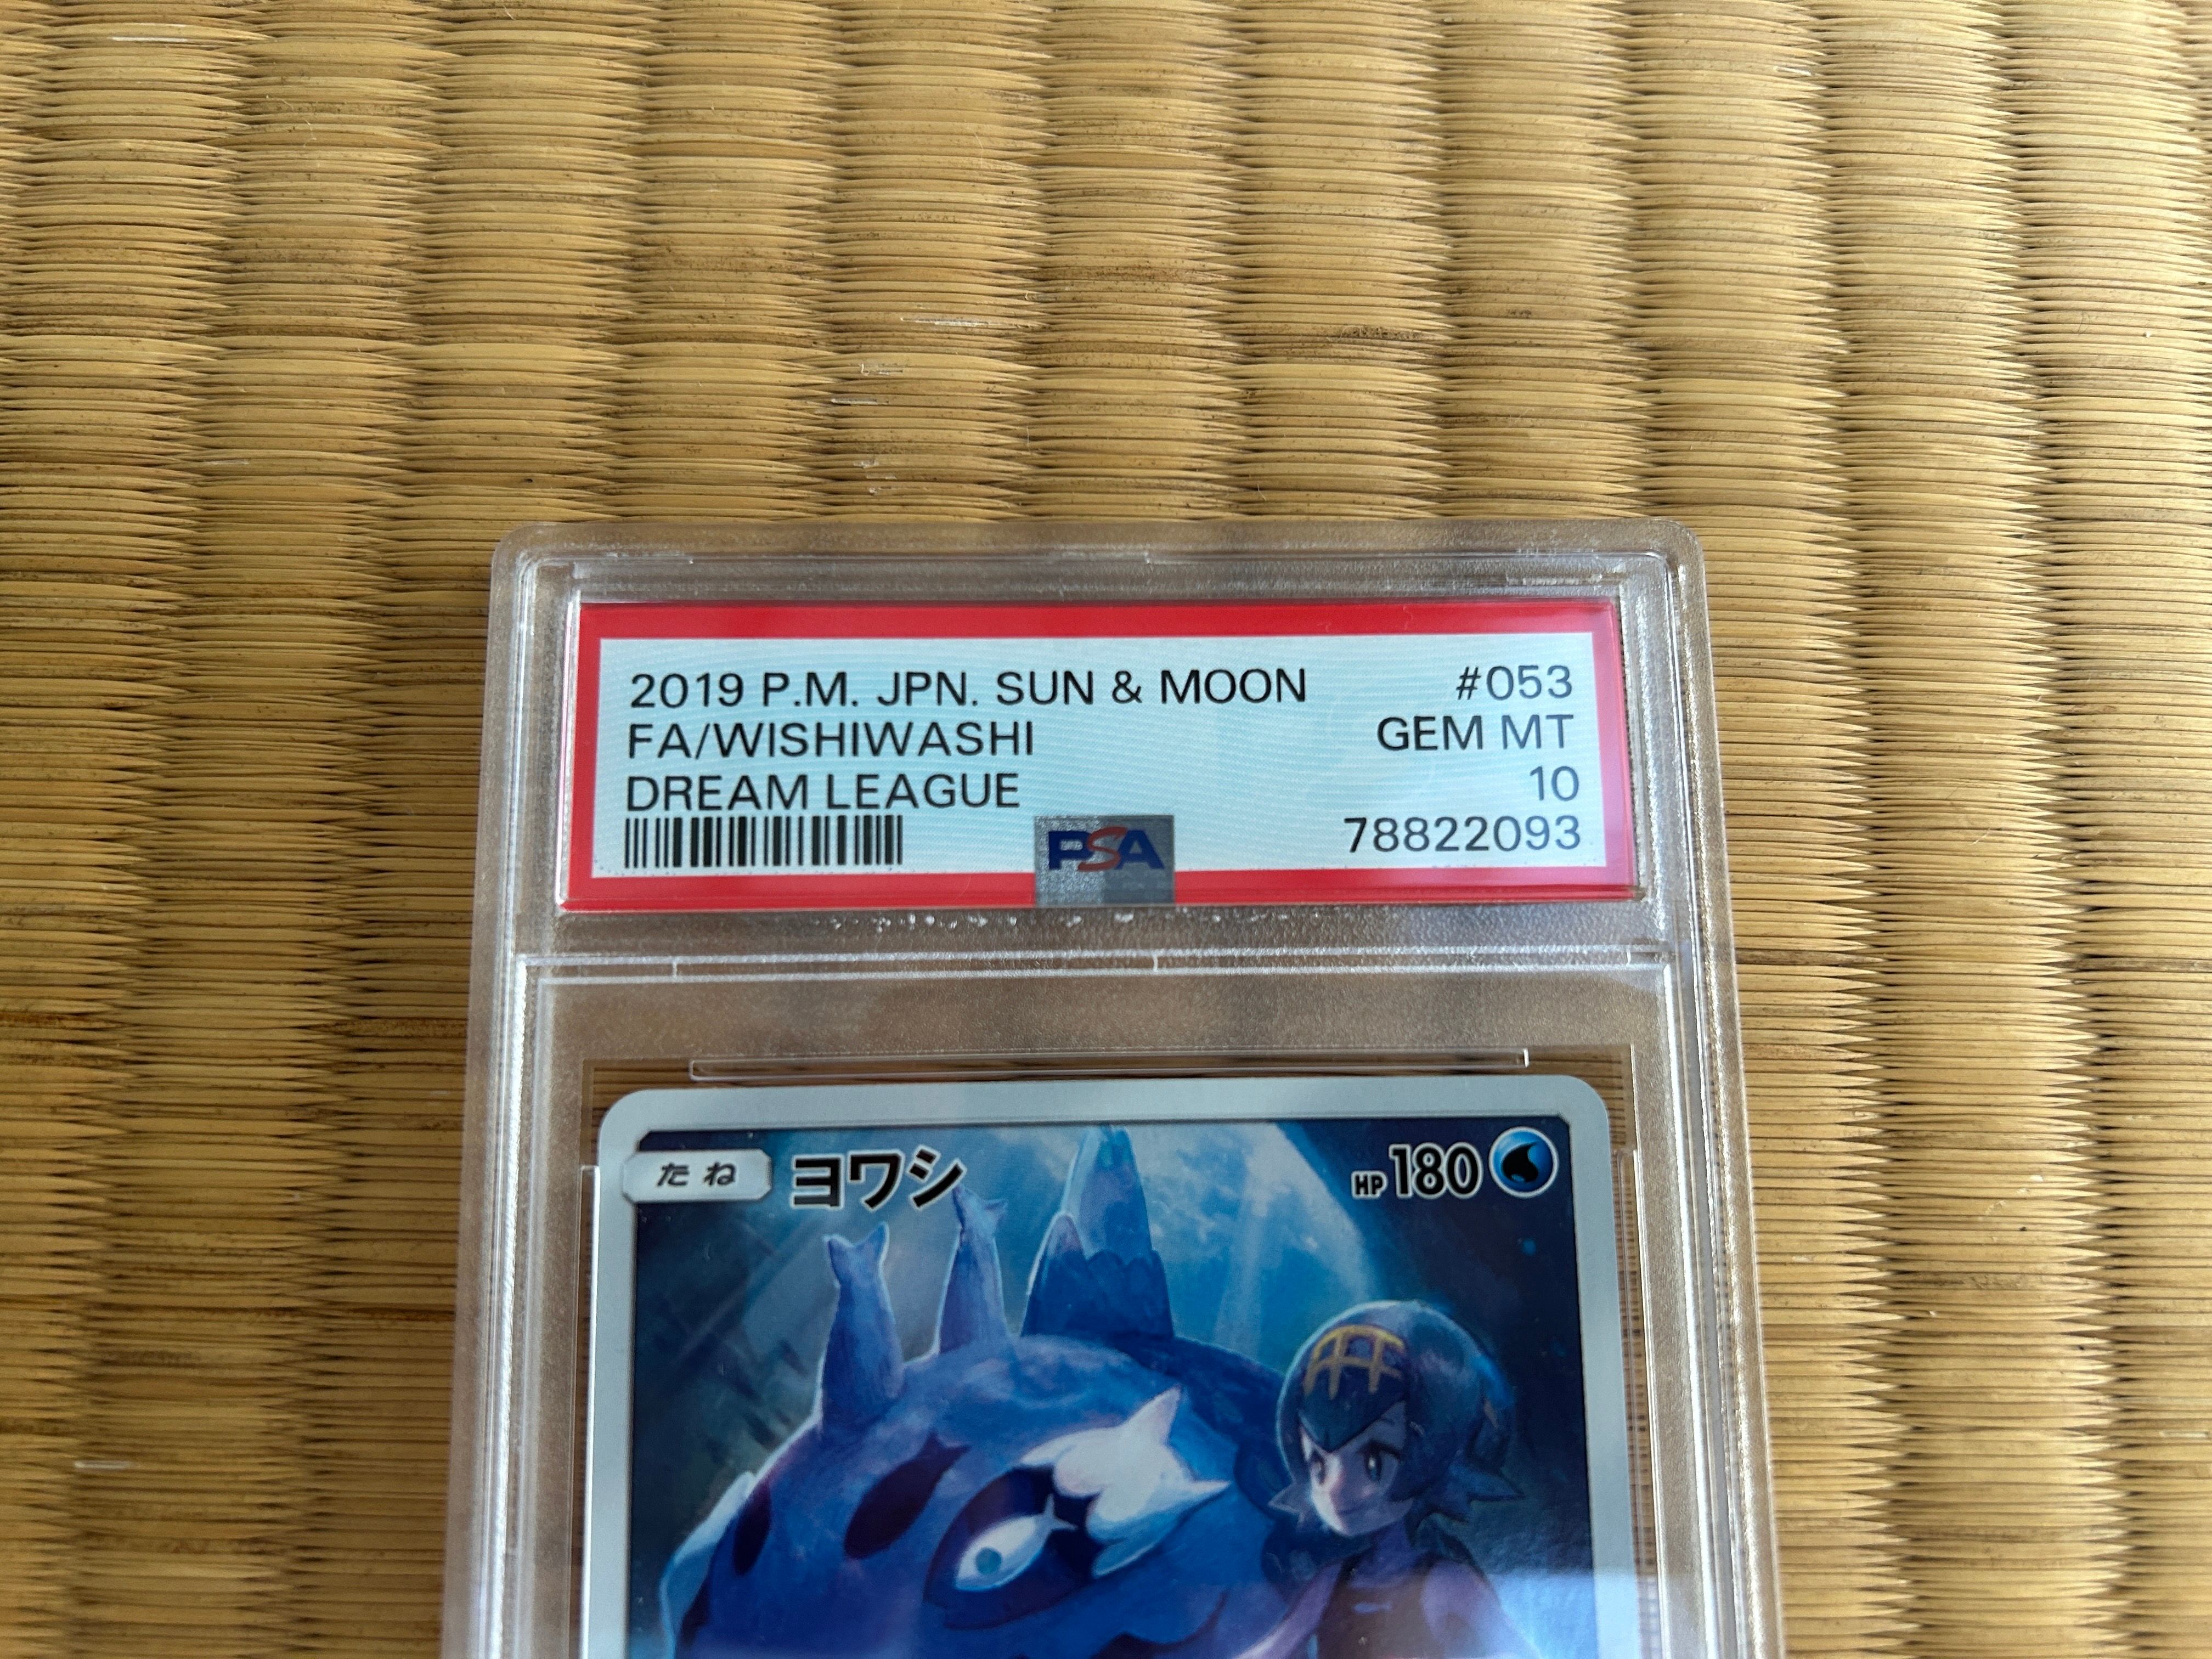 2019 P.M. JPN. SUN & MOON #053
FA/WISHIWASHI GEM MT
DREAM LEAGUE 10
PSA 78822093
たね ヨワシ HP180